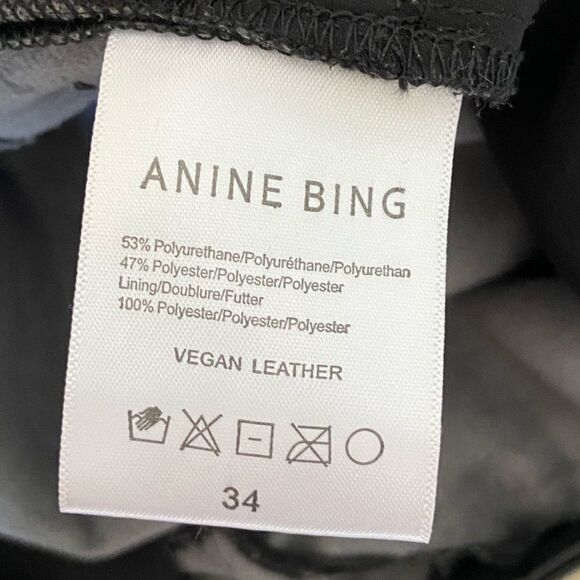 ANINE BING
53% Polyurethane/Polyuréthane/Polyurethan
47% Polyester/Polyester/Polyester
Lining/Doublure/Futter
100% Polyester/Polyester/Polyester
VEGAN LEATHER
34